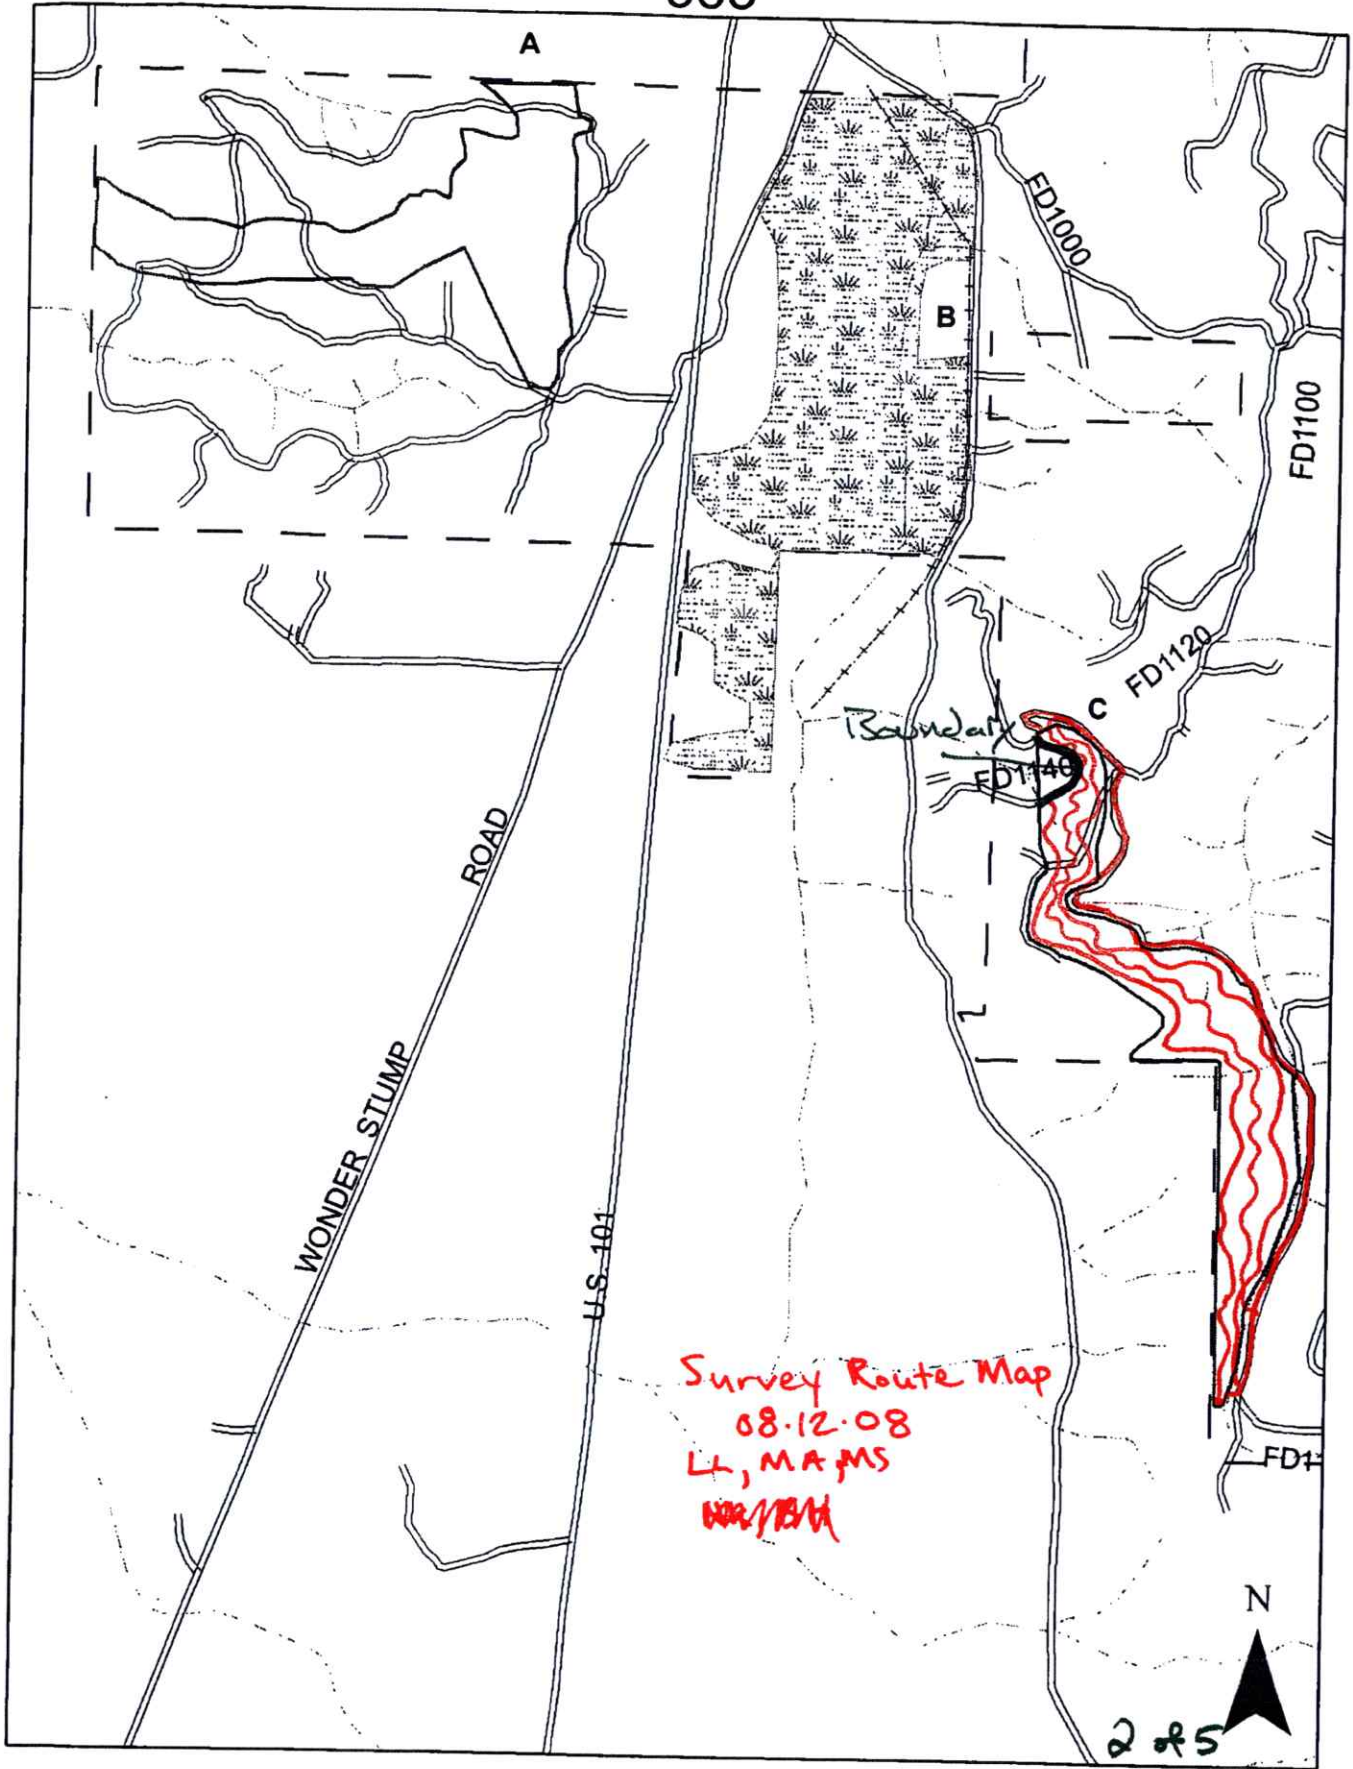 A
FD1000
B
FD1100
FD1120
C
Boundary
FD1140
ROAD
WONDER STUMP
U.S. 101
Survey Route Map
08.12.08
LL, MA, MS
FD1
N
2 of 5